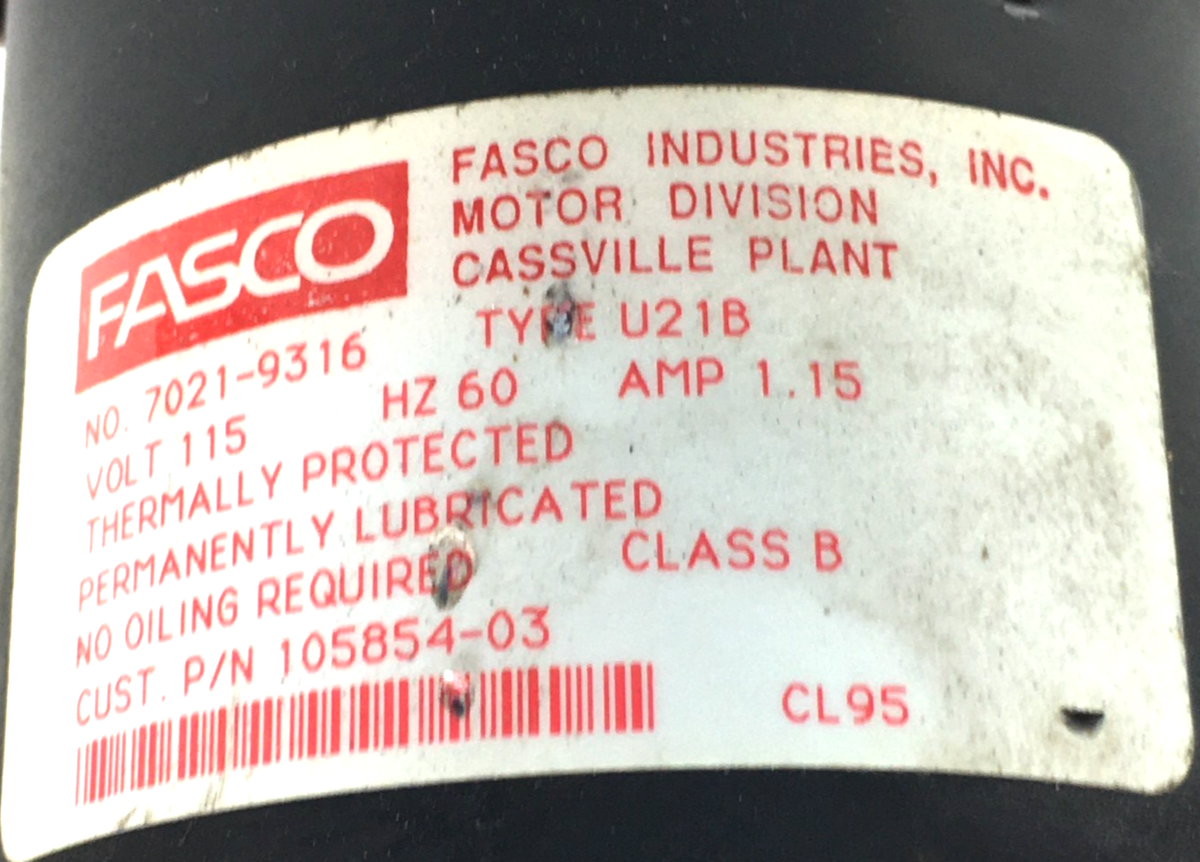 FASCO
FASCO INDUSTRIES, INC.
MOTOR DIVISION
CASSVILLE PLANT
NO. 7021-9316 TYPE U21B
VOLT 115 HZ 60 AMP 1.15
THERMALLY PROTECTED
PERMANENTLY LUBRICATED
NO OILING REQUIRED CLASS B
CUST. P/N 105854-03
CL95